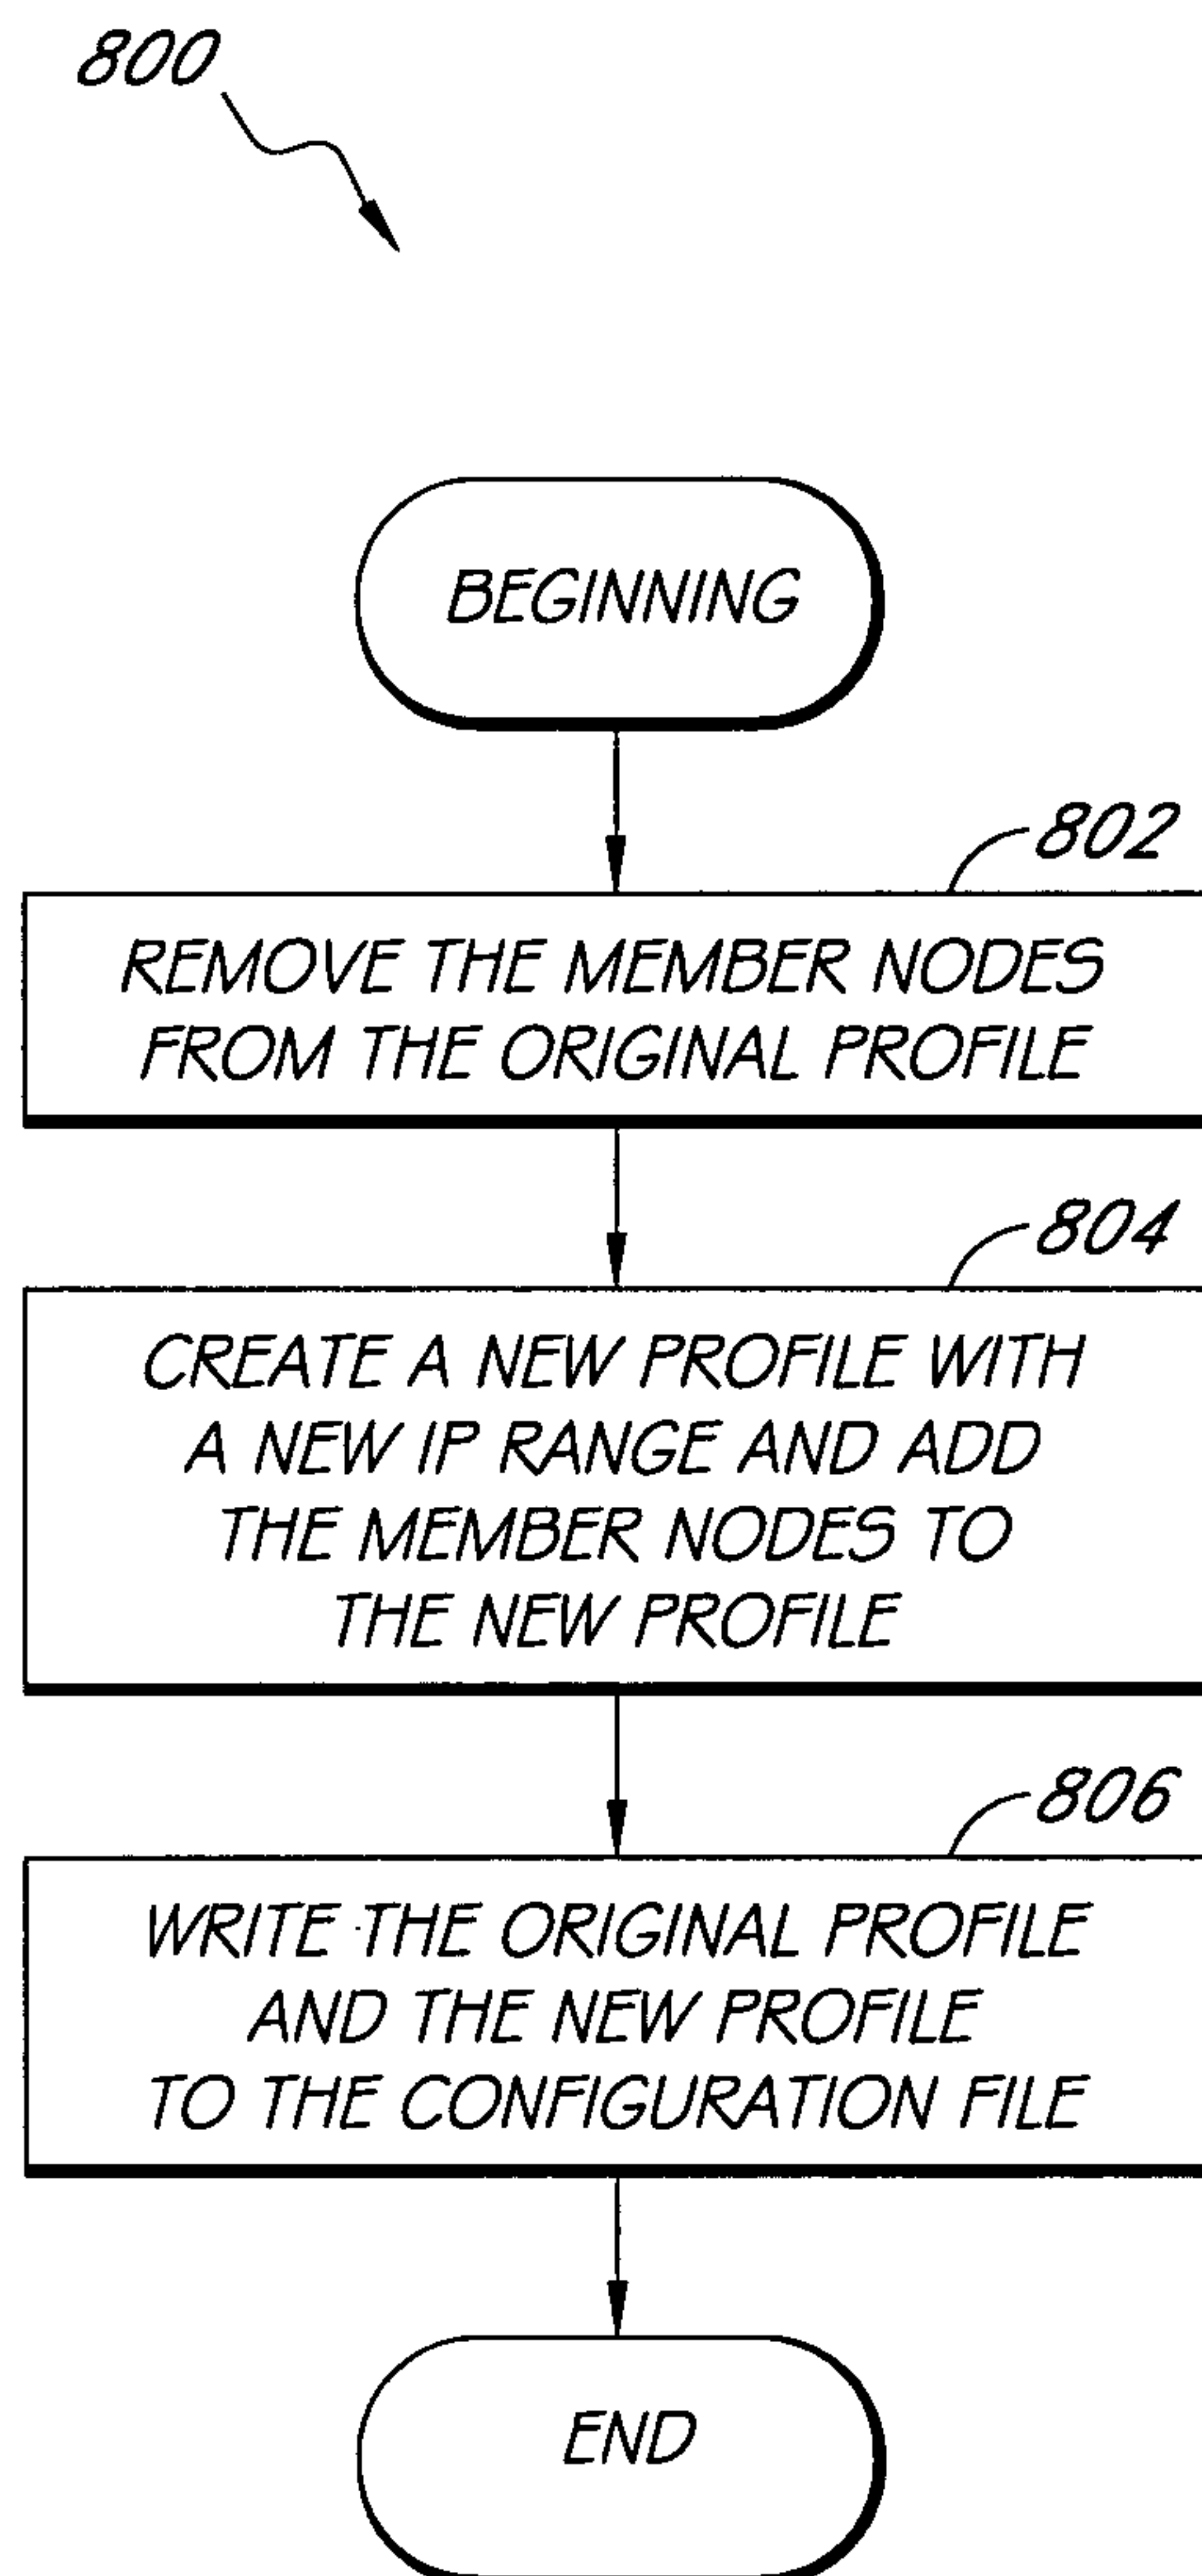 800
BEGINNING
802
REMOVE THE MEMBER NODES
FROM THE ORIGINAL PROFILE
804
CREATE A NEW PROFILE WITH
A NEW IP RANGE AND ADD
THE MEMBER NODES TO
THE NEW PROFILE
806
WRITE THE ORIGINAL PROFILE
AND THE NEW PROFILE
TO THE CONFIGURATION FILE
END